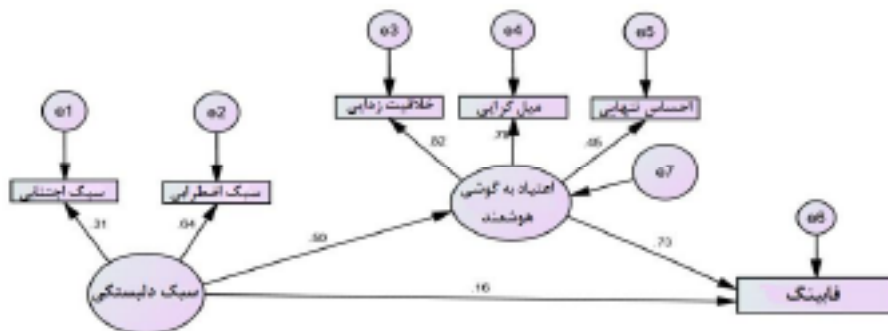 e3 e4 e5
خلاقیت زدایی میل گرایی احساس تنهایی
e1 e2
.82 .78
e7
سبک اجتنابی سبک اضطرابی
اعتیاد به گوشی
هوشمند
e6
.31 .64
.73
سبک دلبستگی
.16
فابینگ